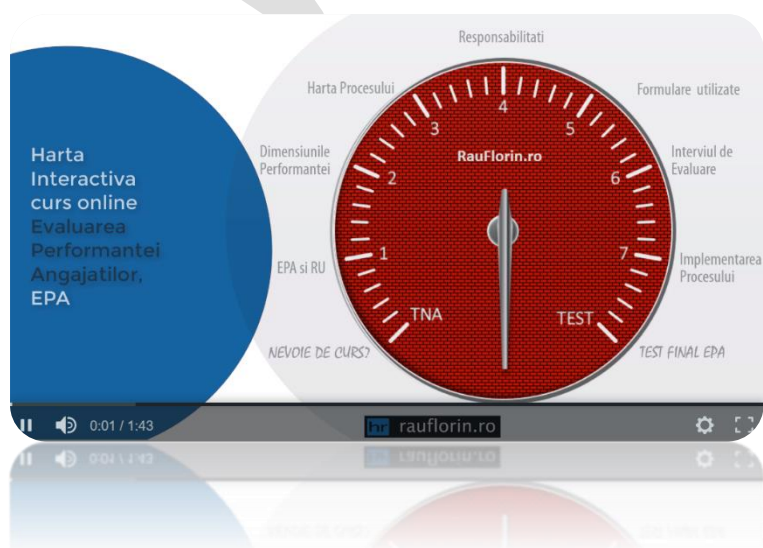 Harta
Interactiva
curs online
Evaluarea
Performantei
Angajatilor,
EPA
Responsabilitati
Harta Procesului
Formulare utilizate
Dimensiunile
Performantei
Interviul de
Evaluare
EPA si RU
Implementarea
Procesului
NEVOIE DE CURS?
TEST FINAL EPA
4
3
5
RauFlorin.ro
2
6
1
7
TNA
TEST
0:01 / 1:43
hr rauflorin.ro